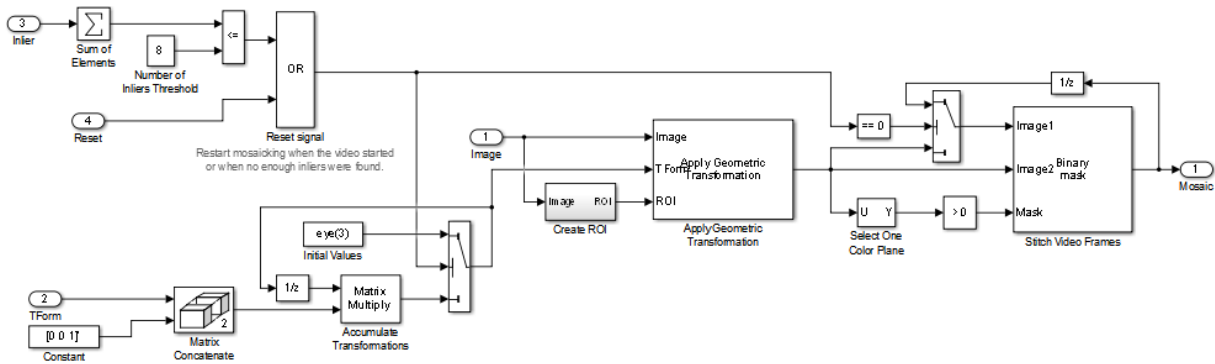 3
Inlier
Sum of
Elements
8
Number of
Inliers Threshold
<=
4
Reset
OR
Reset signal
Restart mosaicking when the video started
or when no enough inliers were found.
eye(3)
Initial Values
2
TForm
[0 0 1]'
Constant
2
Matrix
Concatenate
1/z
Matrix
Multiply
Accumulate
Transformations
1
Image
Image ROI
Create ROI
Image
T Form
ROI
Apply Geometric
Transformation
Apply Geometric
Transformation
== 0
1/z
U Y
Select One
Color Plane
> 0
Image1
Image2
Mask
Binary
mask
Stitch Video Frames
1
Mosaic